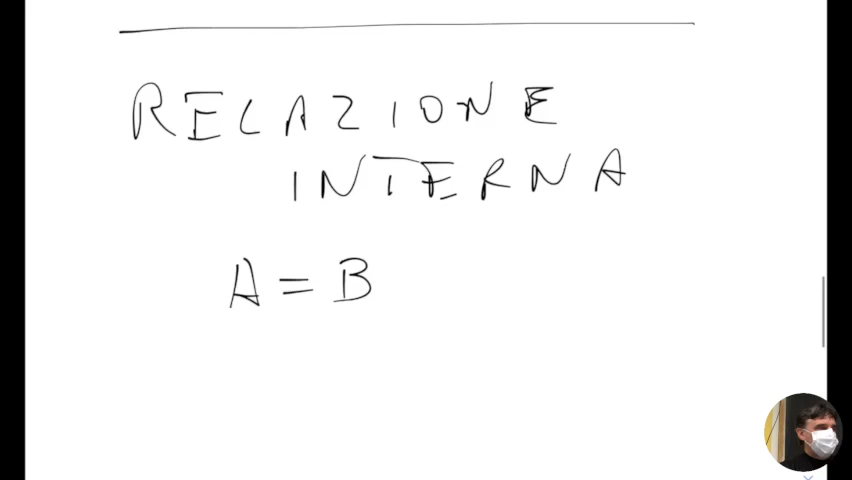 RELAZIONE
INTERNA
A = B